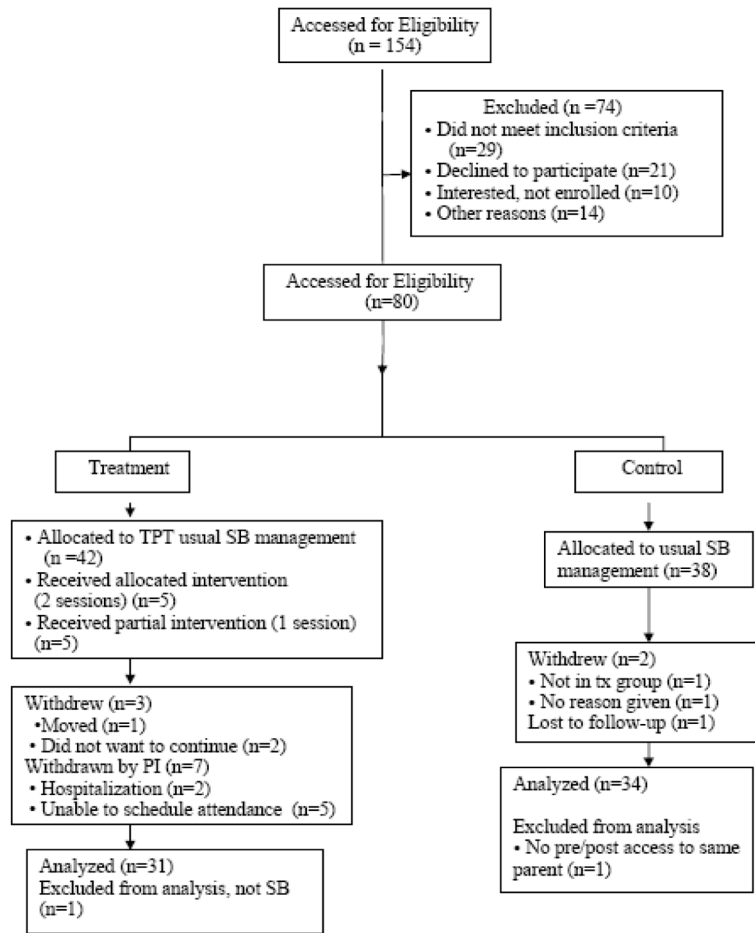 Accessed for Eligibility
(n = 154)
Excluded (n =74)
• Did not meet inclusion criteria
(n=29)
• Declined to participate (n=21)
• Interested, not enrolled (n=10)
• Other reasons (n=14)
Accessed for Eligibility
(n=80)
Treatment
Control
• Allocated to TPT usual SB management
(n =42)
• Received allocated intervention
(2 sessions) (n=5)
• Received partial intervention (1 session)
(n=5)
Allocated to usual SB
management (n=38)
Withdrew (n=3)
•Moved (n=1)
• Did not want to continue (n=2)
Withdrawn by PI (n=7)
• Hospitalization (n=2)
• Unable to schedule attendance (n=5)
Withdrew (n=2)
• Not in tx group (n=1)
• No reason given (n=1)
Lost to follow-up (n=1)
Analyzed (n=31)
Excluded from analysis, not SB
(n=1)
Analyzed (n=34)
Excluded from analysis
• No pre/post access to same
parent (n=1)